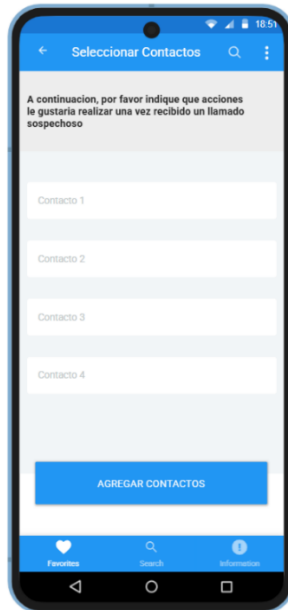 18:51
Seleccionar Contactos
A continuacion, por favor indique que acciones
le gustaria realizar una vez recibido un llamado
sospechoso
Contacto 1
Contacto 2
Contacto 3
Contacto 4
AGREGAR CONTACTOS
Favorites Search Information